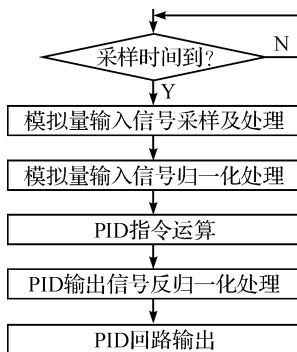 采样时间到?
N
Y
模拟量输入信号采样及处理
模拟量输入信号归一化处理
PID指令运算
PID输出信号反归一化处理
PID回路输出